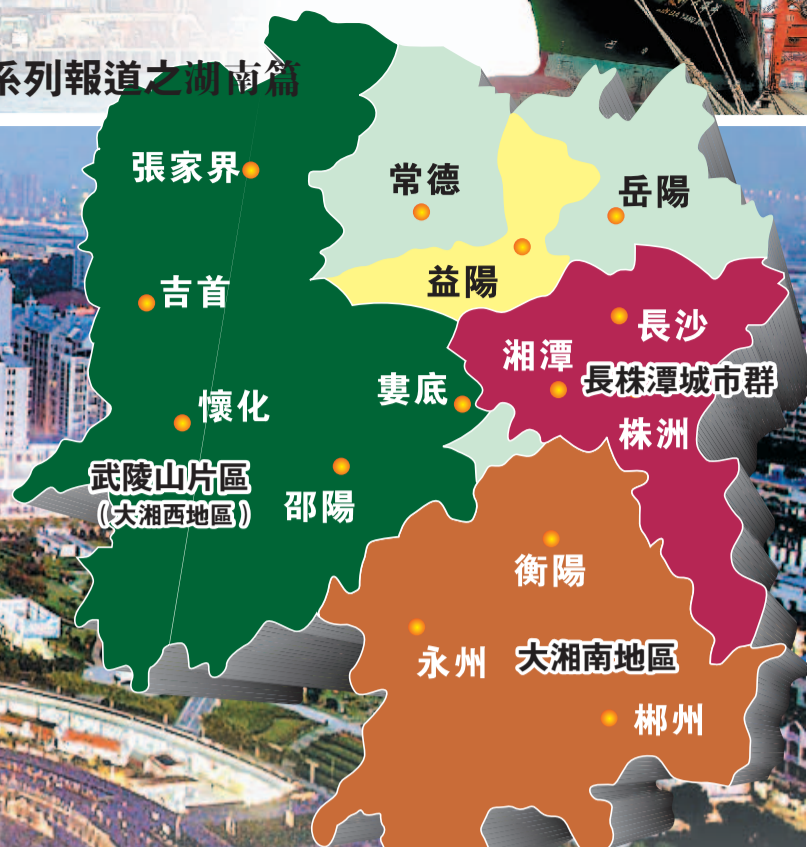 系列報道之湖南篇
張家界
常德
岳陽
益陽
吉首
長沙
湘潭
長株潭城市群
婁底
懷化
株洲
武陵山片區
（大湘西地區）
邵陽
衡陽
永州
大湘南地區
郴州